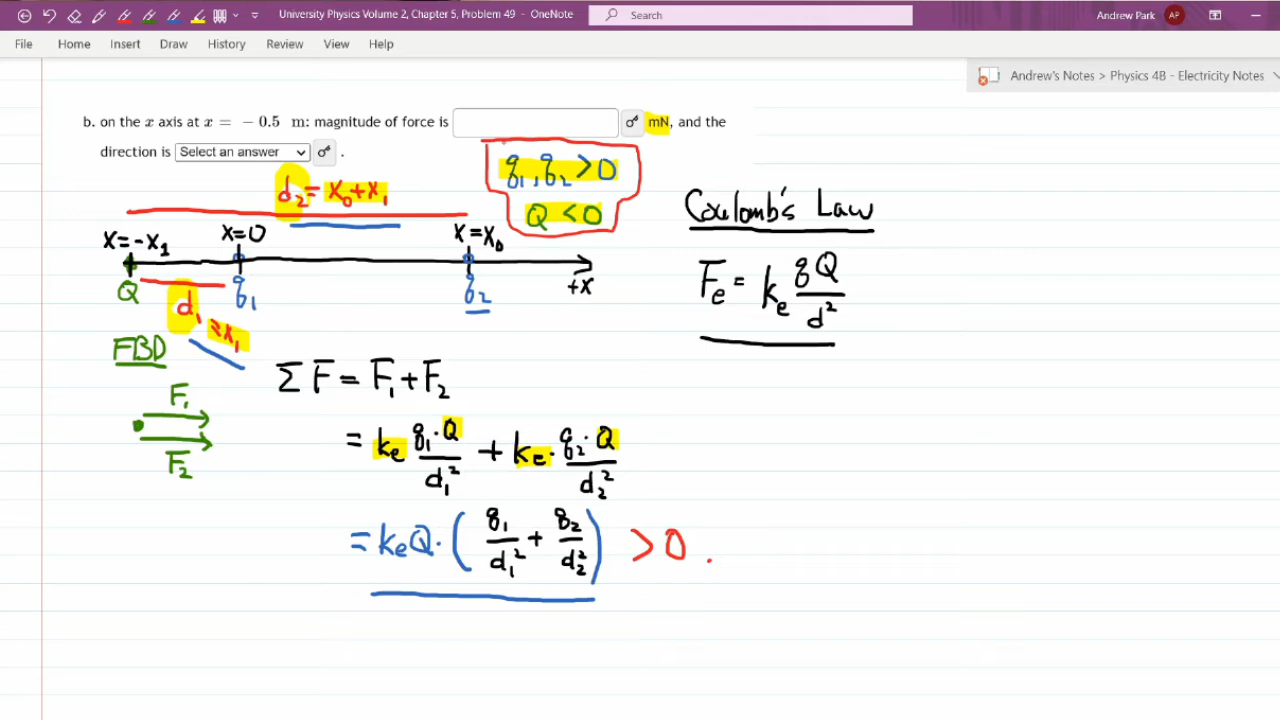 University Physics Volume 2, Chapter 5, Problem 49 - OneNote
Search
Andrew Park
AP
File Home Insert Draw History Review View Help
Andrew's Notes > Physics 4B - Electricity Notes
b. on the x axis at x = − 0.5 m: magnitude of force is mN, and the
direction is Select an answer .
q₁, q₂ > 0
Q < 0
d₂ = x₀+x₁
x=-x₁ x=0 x=x₀
Q q₁ q₂ +x
d₁ = x₁
Coulomb's Law
Fe = ke qQ/d²
FBD
F₁
F₂
ΣF = F₁+F₂
= ke q₁·Q/d₁² + ke · q₂·Q/d₂²
= keQ·(q₁/d₁² + q₂/d₂²) > 0.